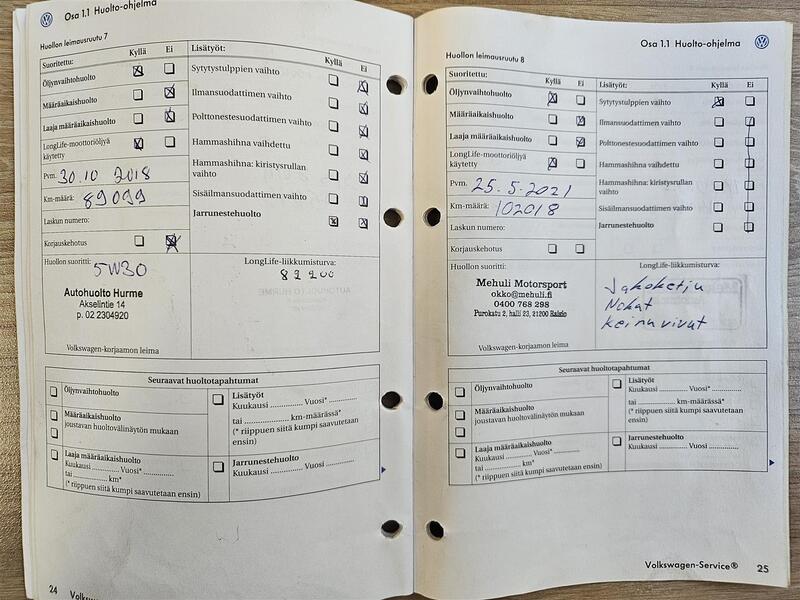 Osa 1.1 Huolto-ohjelma
Huollon leimausruutu 7
Suoritettu: Kyllä Ei
Öljynvaihtohuolto
Määräaikaishuolto
Laaja määräaikaishuolto
LongLife-moottoriöljyä
käytetty
Pvm. 30.10 2018
Km-määrä: 89099
Laskun numero:
Korjauskehotus
Lisätyöt: Kyllä Ei
Sytytystulppien vaihto
Ilmansuodattimen vaihto
Polttonestesuodattimen vaihto
Hammashihna vaihdettu
Hammashihna: kiristysrullan
vaihto
Sisäilmansuodattimen vaihto
Jarrunestehuolto
Huollon suoritti:
5W30
Autohuolto Hurme
Akselintie 14
p. 02 2304920
Volkswagen-korjaamon leima
LongLife-liikkumisturva:
Seuraavat huoltotapahtumat
Öljynvaihtohuolto
Määräaikaishuolto
joustavan huoltovälinäytön mukaan
Laaja määräaikaishuolto
Kuukausi .......... Vuosi* ...............
tai ..................... km*
(* riippuen siitä kumpi saavutetaan ensin)
Lisätyöt
Kuukausi .............. Vuosi* .............
tai ..................... km-määrässä*
(* riippuen siitä kumpi saavutetaan
ensin)
Jarrunestehuolto
Kuukausi .............. Vuosi ..............
24
Osa 1.1 Huolto-ohjelma
Huollon leimausruutu 8
Suoritettu: Kyllä Ei
Öljynvaihtohuolto
Määräaikaishuolto
Laaja määräaikaishuolto
LongLife-moottoriöljyä
käytetty
Pvm. 25.5.2021
Km-määrä: 102018
Laskun numero:
Korjauskehotus
Lisätyöt: Kyllä Ei
Sytytystulppien vaihto
Ilmansuodattimen vaihto
Polttonestesuodattimen vaihto
Hammashihna vaihdettu
Hammashihna: kiristysrullan
vaihto
Sisäilmansuodattimen vaihto
Jarrunestehuolto
Huollon suoritti:
Mehuli Motorsport
okko@mehuli.fi
0400 768 298
Purokatu 2, halli 23, 21200 Raisio
Volkswagen-korjaamon leima
LongLife-liikkumisturva:
Jakoketju
Nokat
Keinuvivut
Seuraavat huoltotapahtumat
Öljynvaihtohuolto
Määräaikaishuolto
joustavan huoltovälinäytön mukaan
Laaja määräaikaishuolto
Kuukausi .......... Vuosi* ...............
tai ..................... km*
(* riippuen siitä kumpi saavutetaan ensin)
Lisätyöt
Kuukausi .............. Vuosi* .............
tai ..................... km-määrässä*
(* riippuen siitä kumpi saavutetaan
ensin)
Jarrunestehuolto
Kuukausi .............. Vuosi ..............
Volkswagen-Service® 25